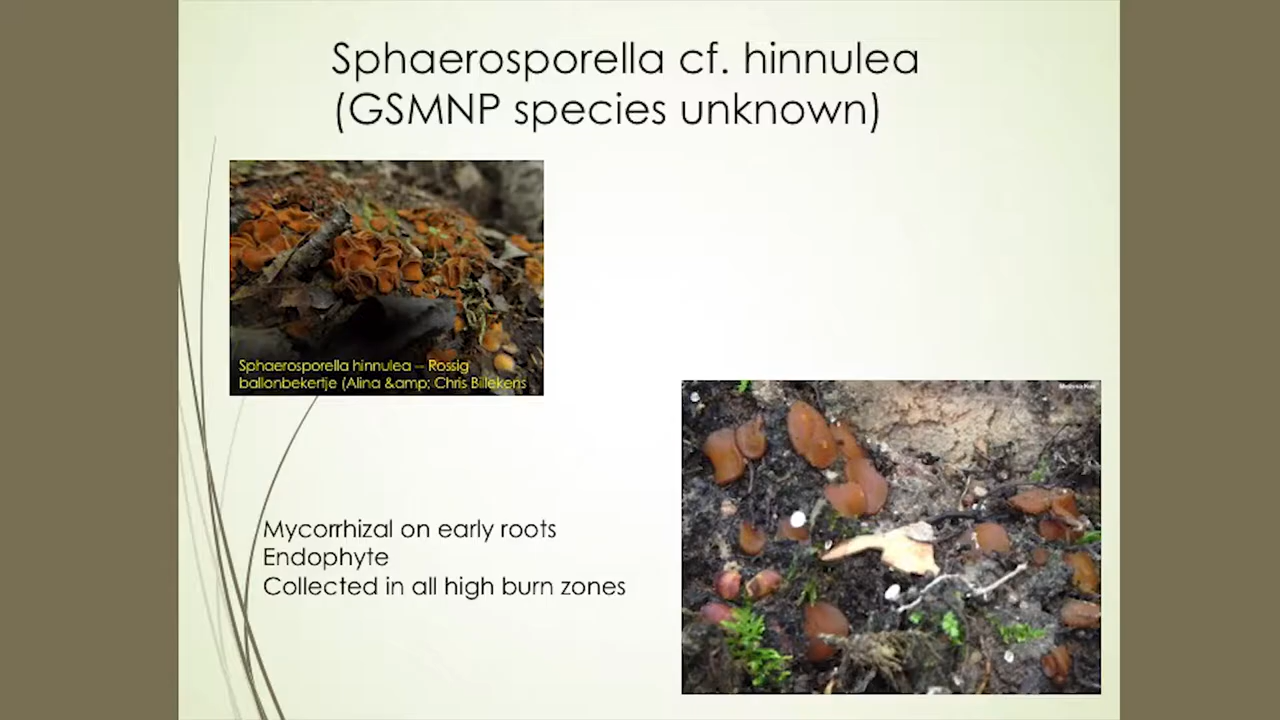 Sphaerosporella cf. hinnulea
(GSMNP species unknown)
Sphaerosporella hinnulea – Rossig
ballonbekertje (Alina &amp; Chris Billekens
Mycorrhizal on early roots
Endophyte
Collected in all high burn zones